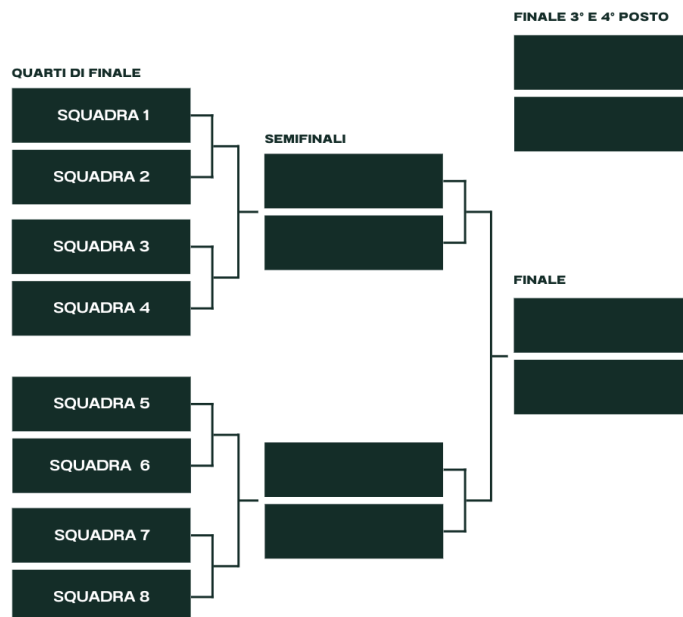 FINALE 3° E 4° POSTO
QUARTI DI FINALE
SQUADRA 1
SQUADRA 2
SQUADRA 3
SQUADRA 4
SEMIFINALI
FINALE
SQUADRA 5
SQUADRA 6
SQUADRA 7
SQUADRA 8